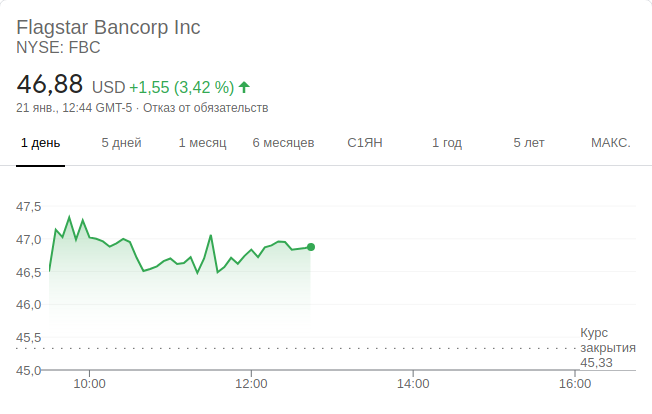 Flagstar Bancorp Inc
NYSE: FBC
46,88 USD +1,55 (3,42 %)
21 янв., 12:44 GMT-5 · Отказ от обязательств
1 день 5 дней 1 месяц 6 месяцев С1ЯН 1 год 5 лет МАКС.
47,5
47,0
46,5
46,0
45,5
45,0
Курс
закрытия
45,33
10:00 12:00 14:00 16:00